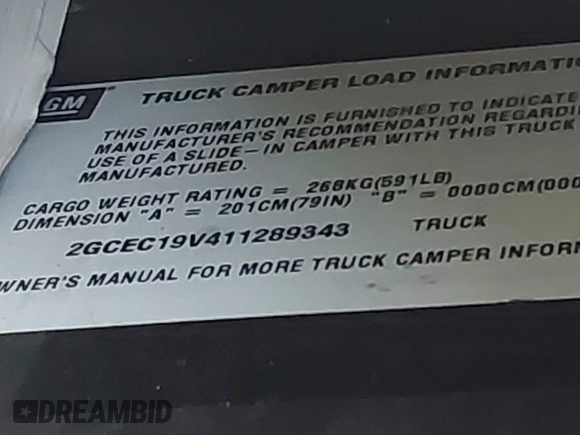 GM
TRUCK CAMPER LOAD INFORMATIO
THIS INFORMATION IS FURNISHED TO INDICATE
MANUFACTURER'S RECOMMENDATION REGARDI
USE OF A SLIDE-IN CAMPER WITH THIS TRUCK
MANUFACTURED.
CARGO WEIGHT RATING = 268KG(591LB)
DIMENSION "A" = 201CM(79IN) "B" = 0000CM(000
2GCEC19V411289343 TRUCK
WNER'S MANUAL FOR MORE TRUCK CAMPER INFOR
DREAMBID